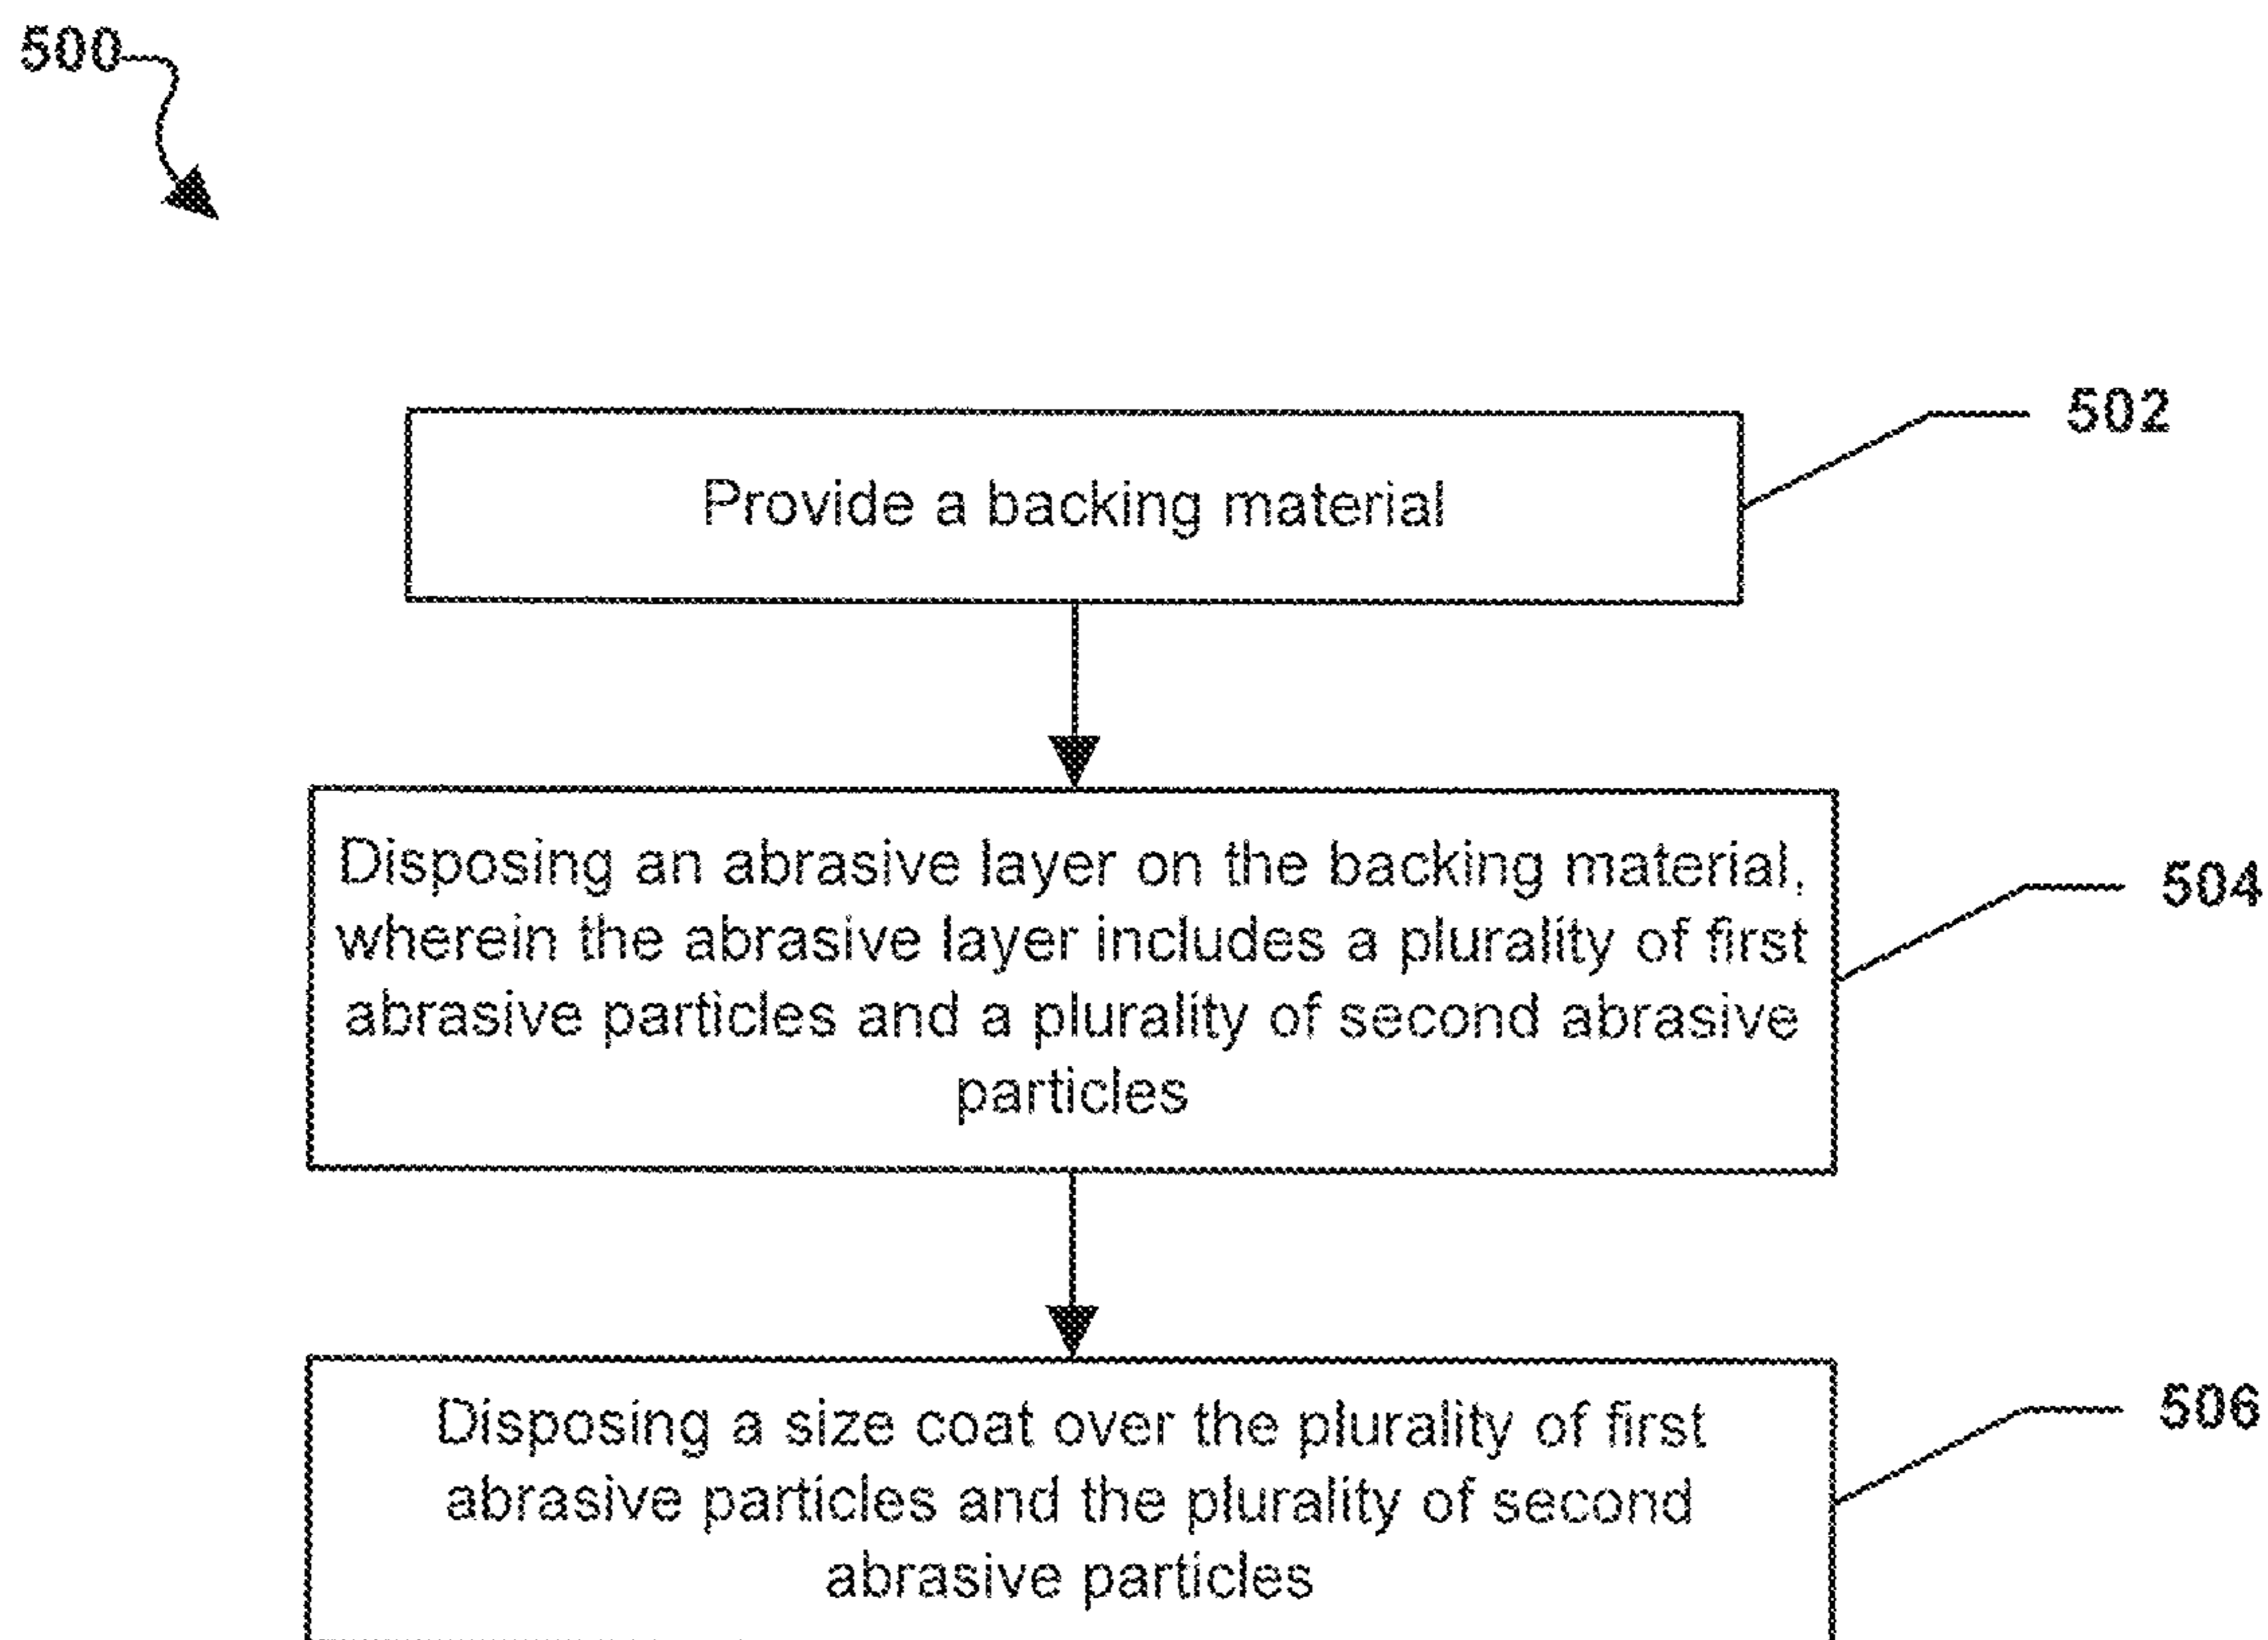 500
502
Provide a backing material
Disposing an abrasive layer on the backing material,
504
wherein the abrasive layer includes a plurality of first
abrasive particles and a plurality of second abrasive
particles
506
Disposing a size coat over the plurality of first
abrasive particles and the plurality of second
abrasive particles